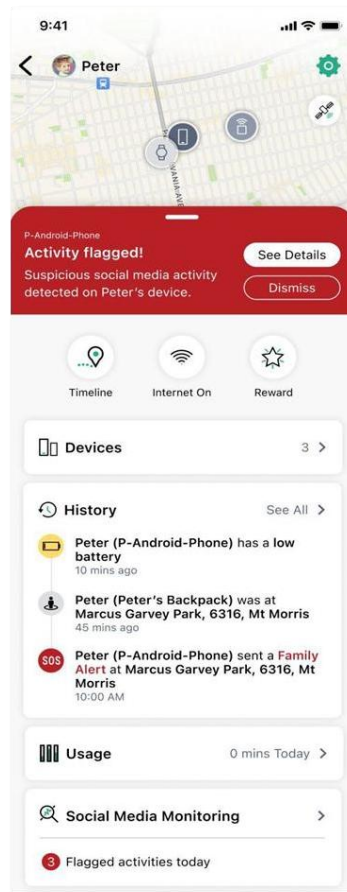 9:41
Peter
VANIA AVE
P-Android-Phone
Activity flagged!
Suspicious social media activity
detected on Peter's device.
See Details
Dismiss
Timeline
Internet On
Reward
Devices
3
History
See All
Peter (P-Android-Phone) has a low
battery
10 mins ago
Peter (Peter's Backpack) was at
Marcus Garvey Park, 6316, Mt Morris
45 mins ago
SOS
Peter (P-Android-Phone) sent a Family
Alert at Marcus Garvey Park, 6316, Mt
Morris
10:00 AM
Usage
0 mins Today
Social Media Monitoring
3
Flagged activities today